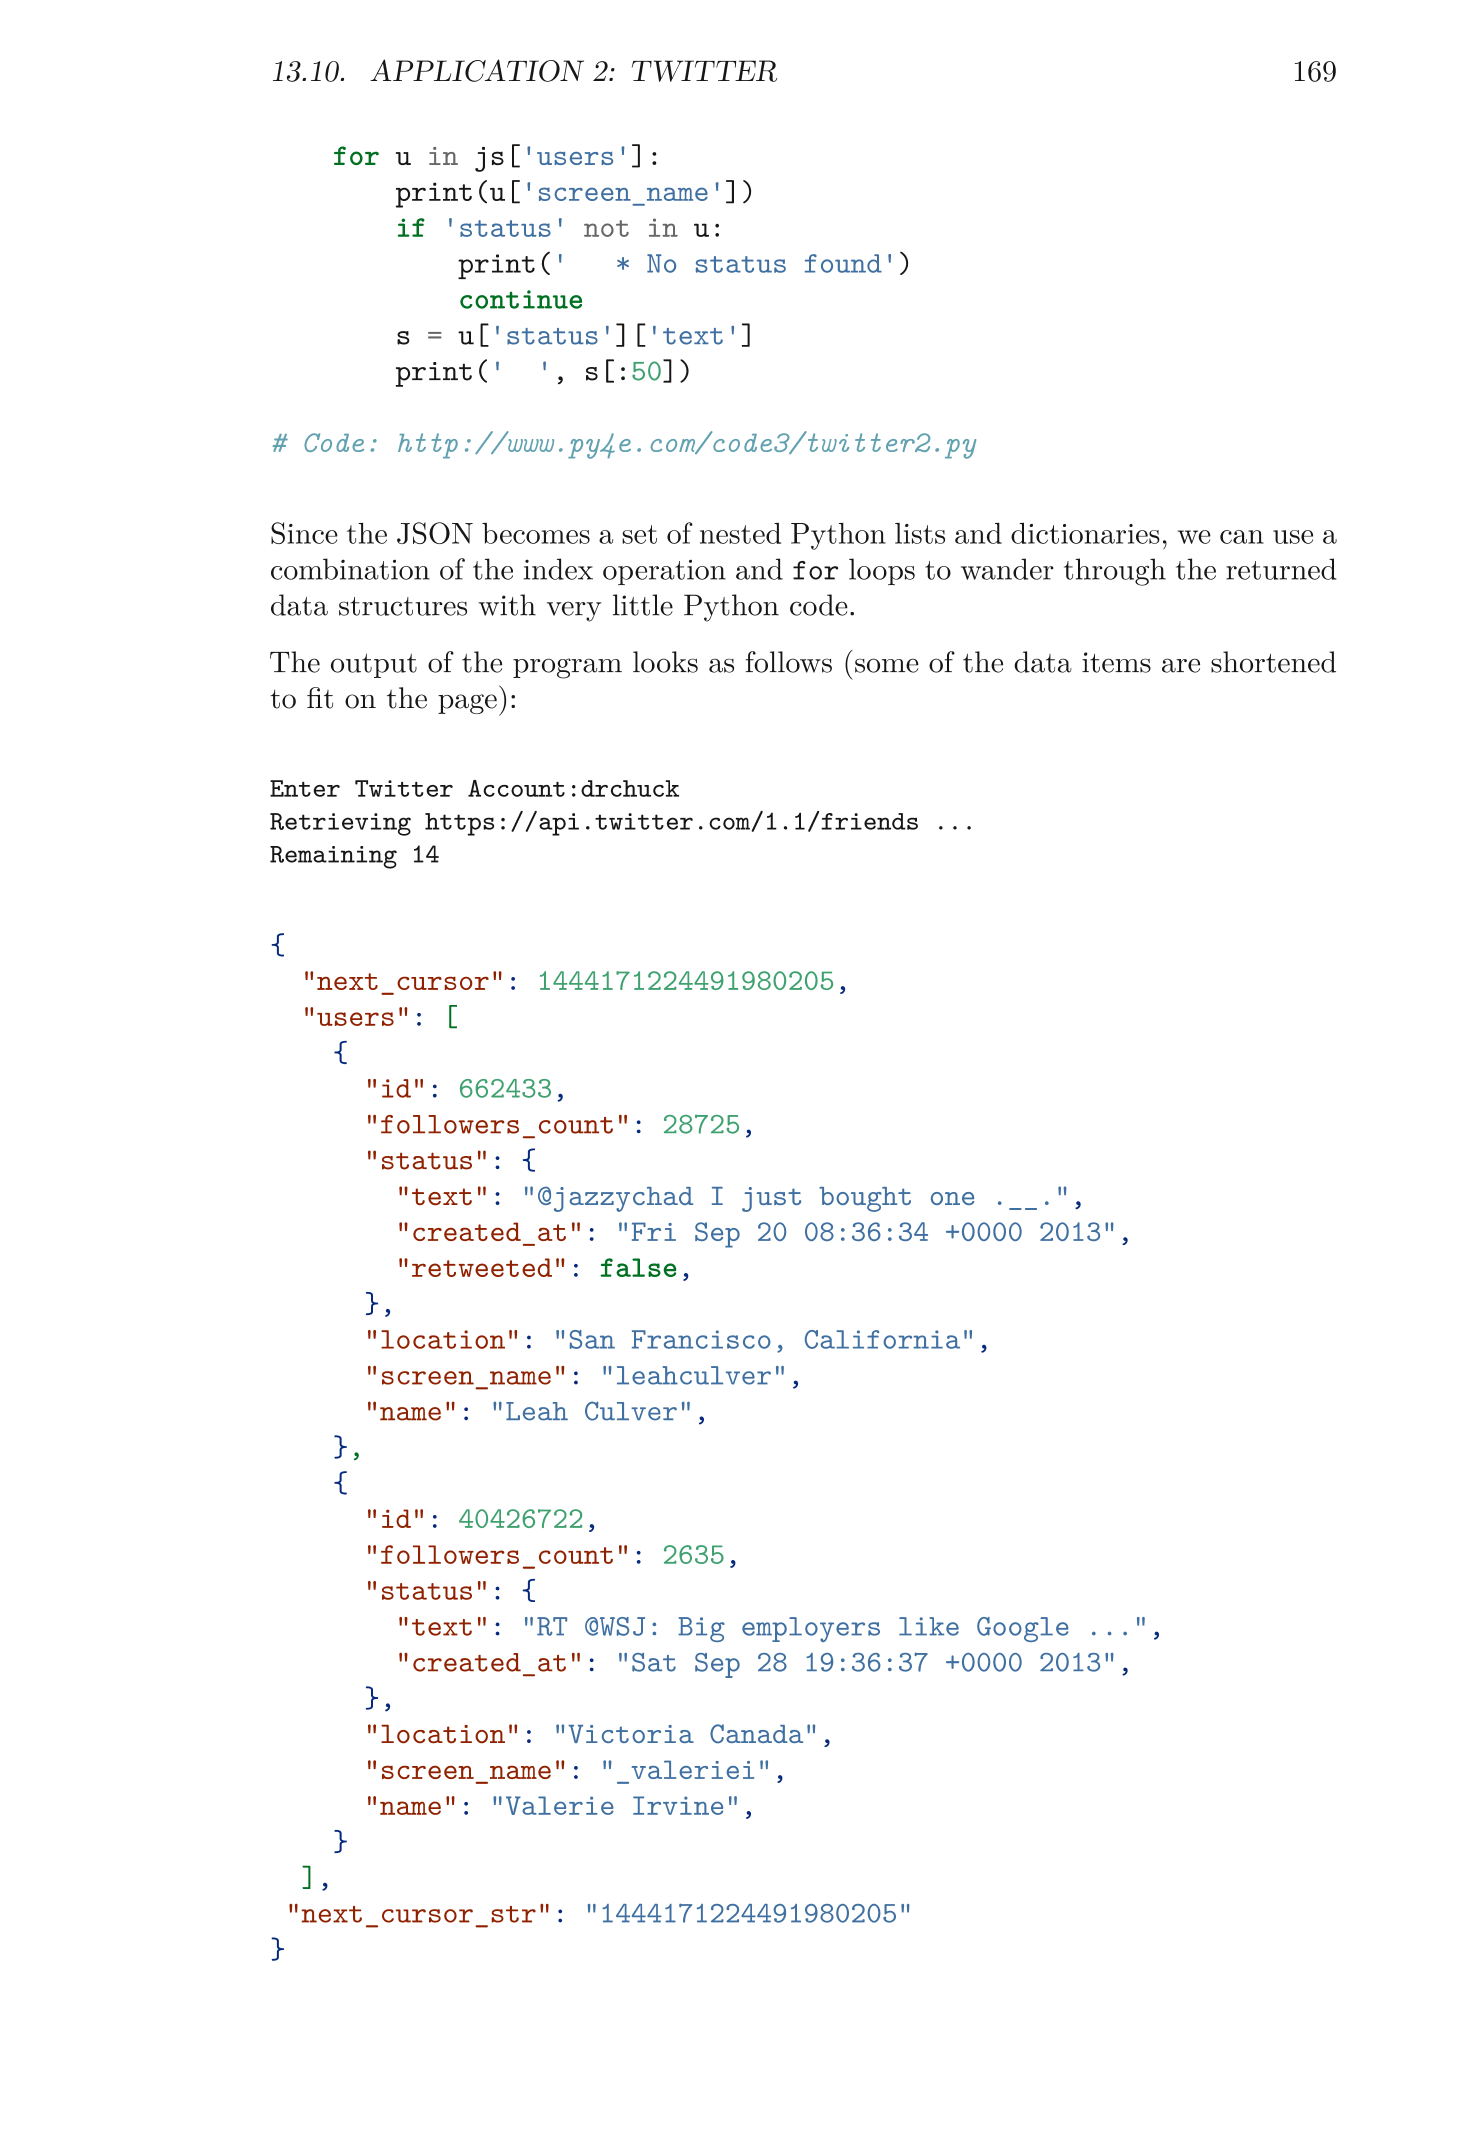 13.10. APPLICATION 2: TWITTER 169
    for u in js['users']:
        print(u['screen_name'])
        if 'status' not in u:
            print('   * No status found')
            continue
        s = u['status']['text']
        print('  ', s[:50])
# Code: http://www.py4e.com/code3/twitter2.py
Since the JSON becomes a set of nested Python lists and dictionaries, we can use a
combination of the index operation and for loops to wander through the returned
data structures with very little Python code.
The output of the program looks as follows (some of the data items are shortened
to fit on the page):
Enter Twitter Account:drchuck
Retrieving https://api.twitter.com/1.1/friends ...
Remaining 14
{
  "next_cursor": 1444171224491980205,
  "users": [
    {
      "id": 662433,
      "followers_count": 28725,
      "status": {
        "text": "@jazzychad I just bought one .__.",
        "created_at": "Fri Sep 20 08:36:34 +0000 2013",
        "retweeted": false,
      },
      "location": "San Francisco, California",
      "screen_name": "leahculver",
      "name": "Leah Culver",
    },
    {
      "id": 40426722,
      "followers_count": 2635,
      "status": {
        "text": "RT @WSJ: Big employers like Google ...",
        "created_at": "Sat Sep 28 19:36:37 +0000 2013",
      },
      "location": "Victoria Canada",
      "screen_name": "_valeriei",
      "name": "Valerie Irvine",
    }
  ],
 "next_cursor_str": "1444171224491980205"
}